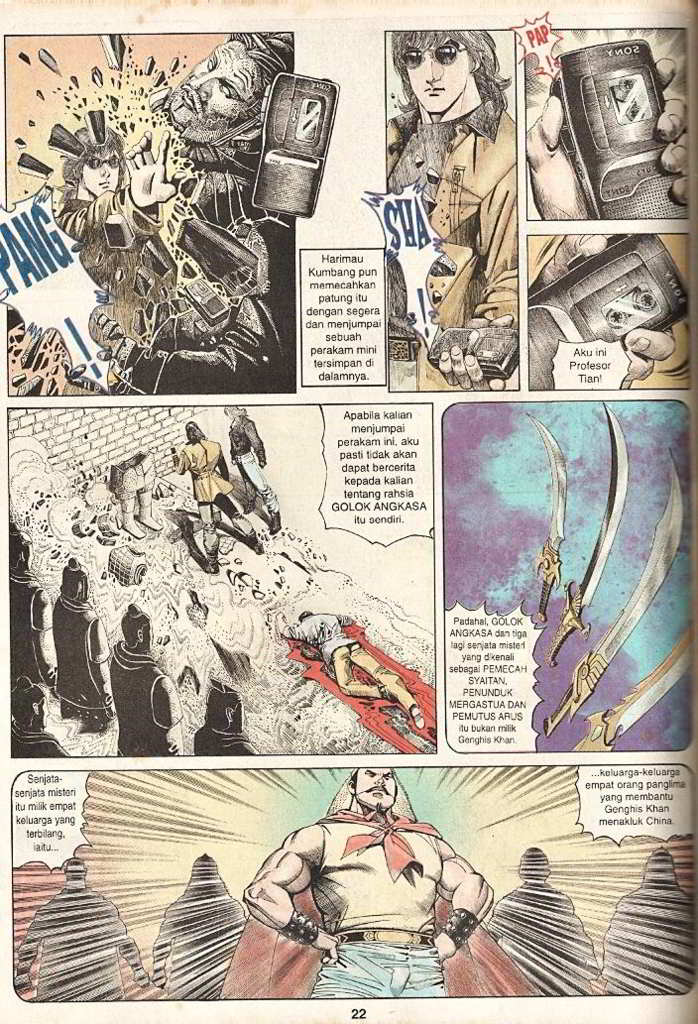 PANG
!
SONY
Harimau
Kumbang pun
memecahkan
patung itu
dengan segera
dan menjumpai
sebuah
perakam mini
tersimpan di
dalamnya.
SHA
!
PAP
!
SONY
SONY
Aku ini
Profesor
Tian!
Apabila kalian
menjumpai
perakam ini, aku
pasti tidak akan
dapat bercerita
kepada kalian
tentang rahsia
GOLOK ANGKASA
itu sendiri.
Padahal, GOLOK
ANGKASA dan tiga
lagi senjata misteri
yang dikenali
sebagai PEMECAH
SYAITAN,
PENUNDUK
MERGASTUA DAN
PEMUTUS ARUS
itu bukan milik
Genghis Khan.
Senjata-
senjata misteri
itu milik empat
keluarga yang
terbilang,
iaitu...
...keluarga-keluarga
empat orang panglima
yang membantu
Genghis Khan
menakluk China.
22